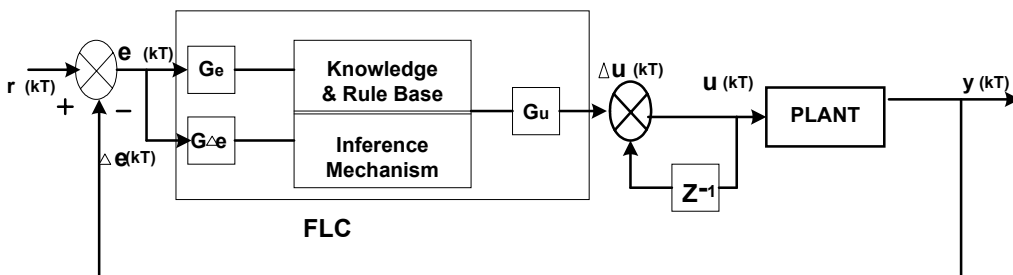 e (kT)
r (kT)
+
−
△e(kT)
Ge
G△e
Knowledge
& Rule Base
Inference
Mechanism
Gu
FLC
△u (kT)
u (kT)
Z-1
PLANT
y (kT)